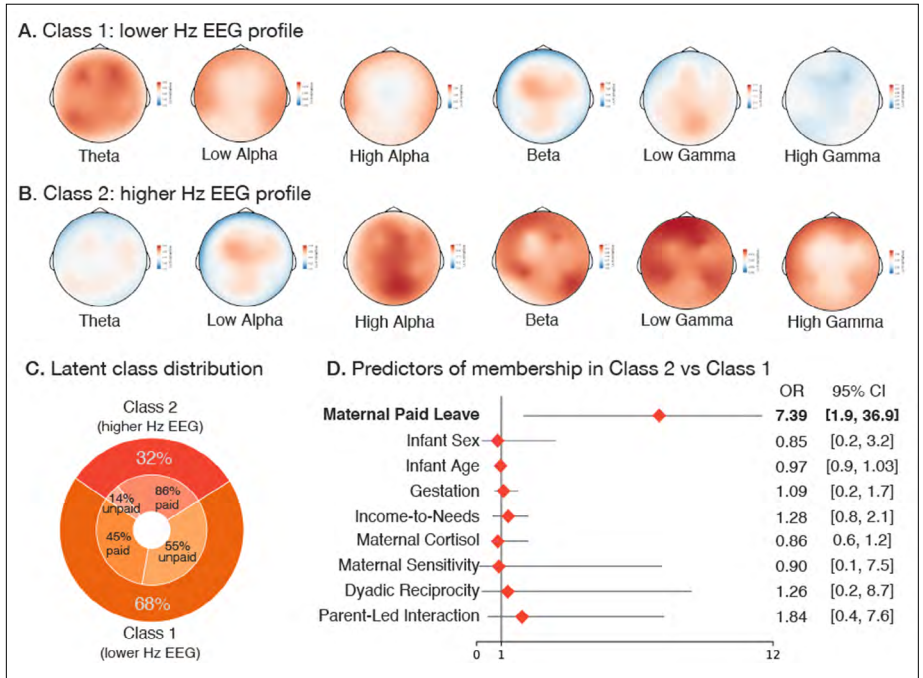 A. Class 1: lower Hz EEG profile
Theta
Low Alpha
High Alpha
Beta
Low Gamma
High Gamma
B. Class 2: higher Hz EEG profile
Theta
Low Alpha
High Alpha
Beta
Low Gamma
High Gamma
C. Latent class distribution
Class 2
(higher Hz EEG)
32%
14%
unpaid
86%
paid
45%
paid
55%
unpaid
68%
Class 1
(lower Hz EEG)
D. Predictors of membership in Class 2 vs Class 1
OR 95% CI
Maternal Paid Leave 7.39 [1.9, 36.9]
Infant Sex 0.85 [0.2, 3.2]
Infant Age 0.97 [0.9, 1.03]
Gestation 1.09 [0.2, 1.7]
Income-to-Needs 1.28 [0.8, 2.1]
Maternal Cortisol 0.86 0.6, 1.2]
Maternal Sensitivity 0.90 [0.1, 7.5]
Dyadic Reciprocity 1.26 [0.2, 8.7]
Parent-Led Interaction 1.84 [0.4, 7.6]
0 1 12